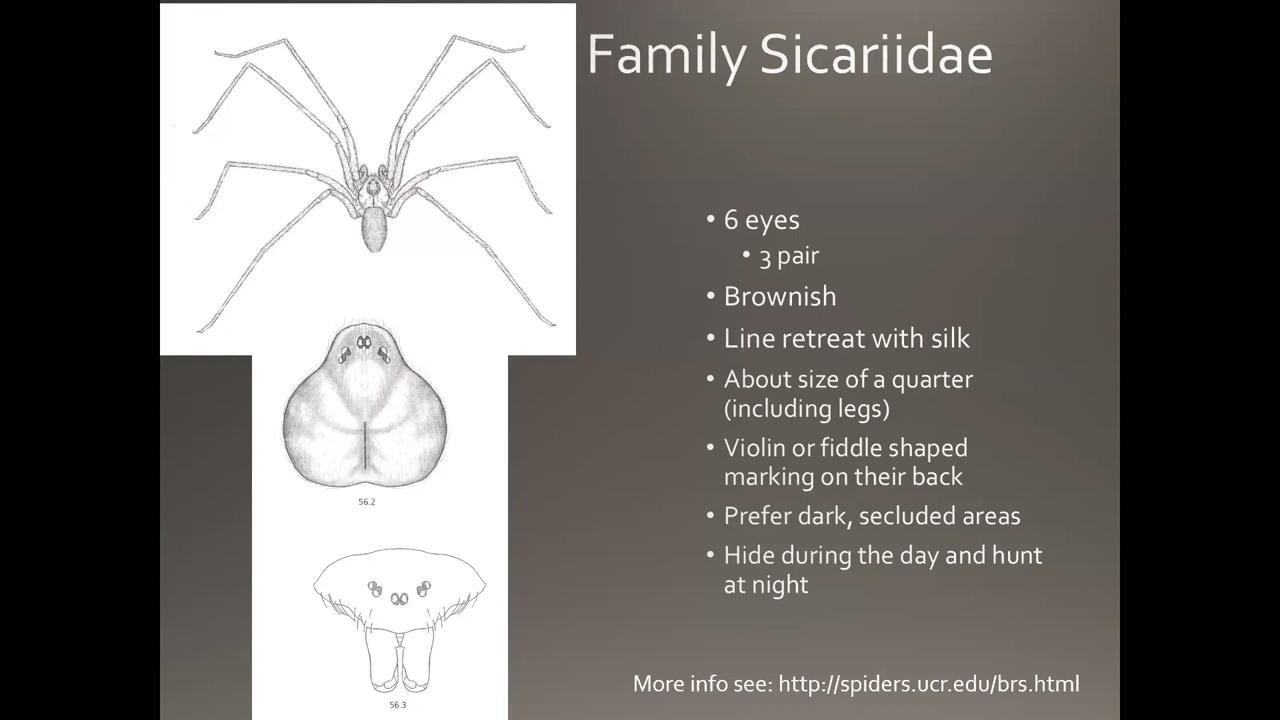 Family Sicariidae
• 6 eyes
• 3 pair
• Brownish
• Line retreat with silk
• About size of a quarter
(including legs)
• Violin or fiddle shaped
marking on their back
• Prefer dark, secluded areas
• Hide during the day and hunt
at night
56.2
56.3
More info see: http://spiders.ucr.edu/brs.html